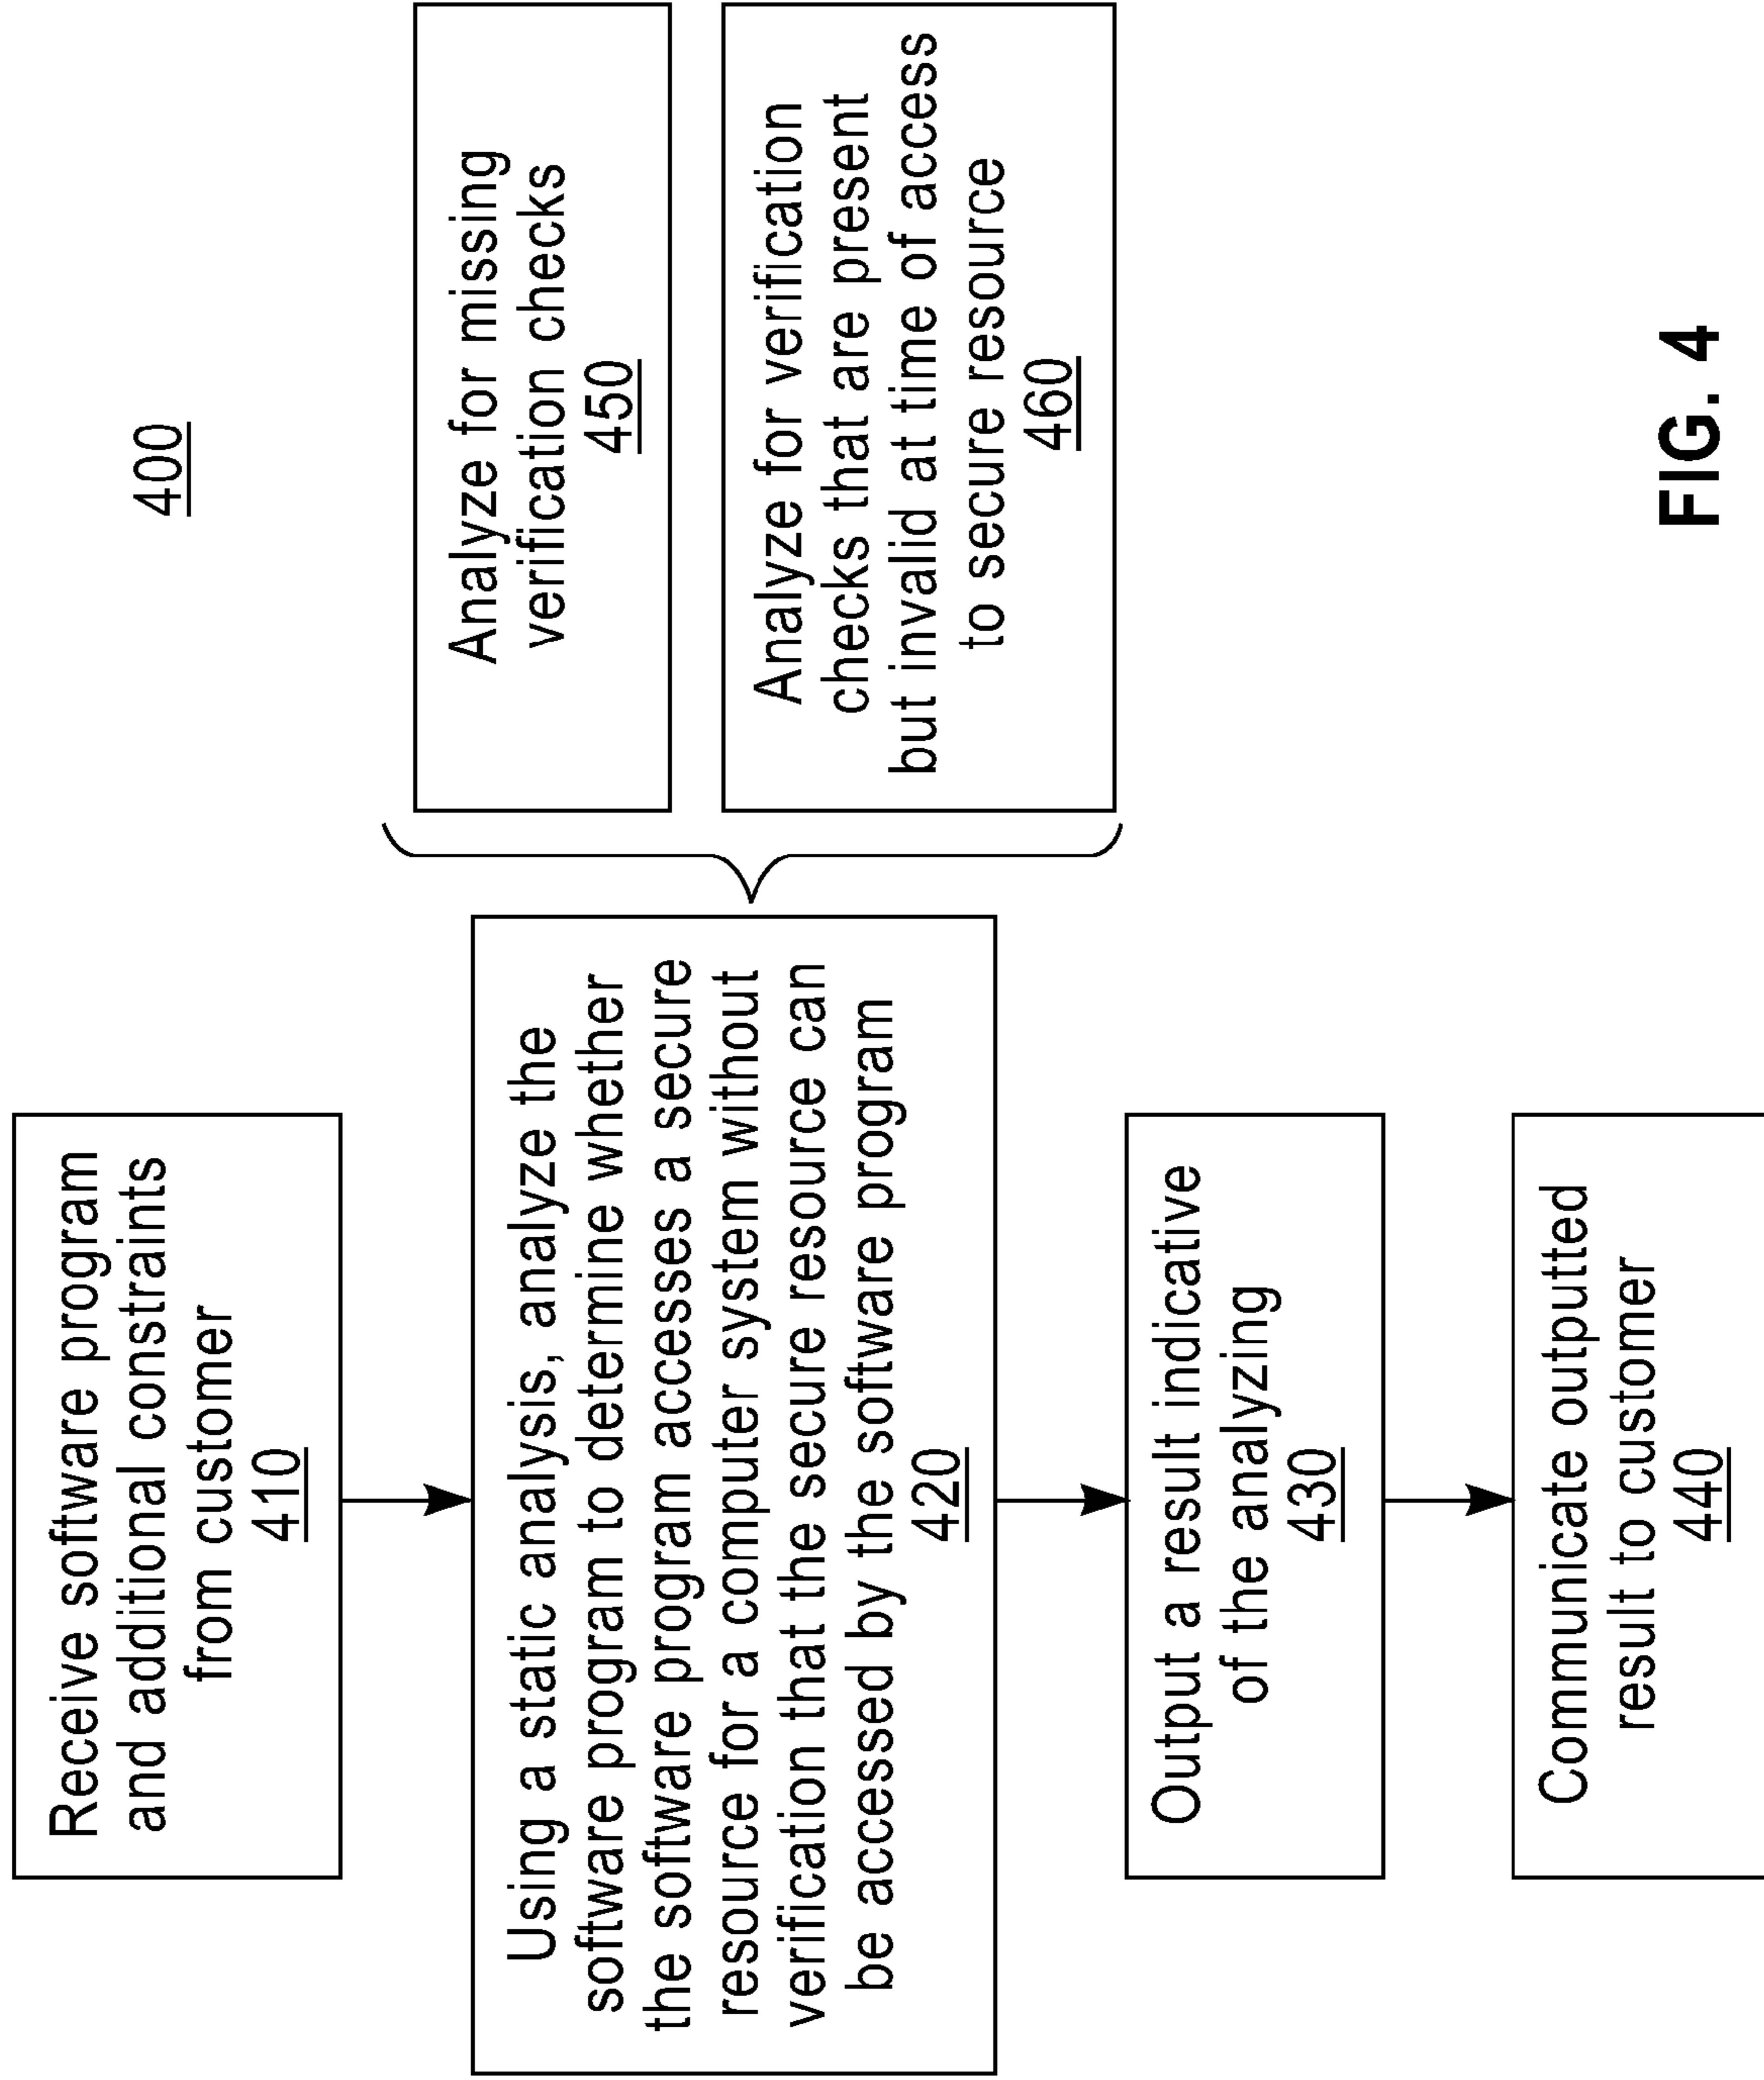 400
Receive software program
and additional constraints
from customer
410
Using a static analysis, analyze the
software program to determine whether
the software program accesses a secure
resource for a computer system without
verification that the secure resource can
be accessed by the software program
420
Analyze for missing
verification checks
450
Analyze for verification
checks that are present
but invalid at time of access
to secure resource
460
Output a result indicative
of the analyzing
430
Communicate outputted
result to customer
440
FIG. 4